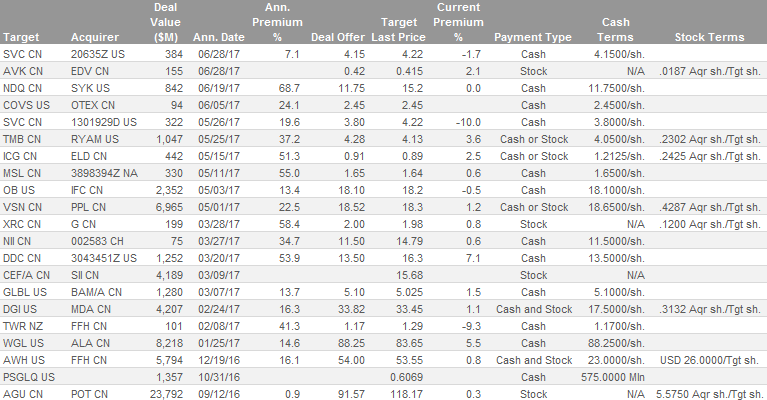 Deal Ann. Target Current Cash
Value Premium Last Price Premium Terms
Target Acquirer ($M) Ann. Date % Deal Offer % Payment Type Stock Terms
SVC CN 20635Z US 384 06/28/17 7.1 4.15 4.22 -1.7 Cash 4.1500/sh.
AVK CN EDV CN 155 06/28/17 0.42 0.415 2.1 Stock N/A .0187 Aqr sh./Tgt sh.
NDQ CN SYK US 842 06/19/17 68.7 11.75 15.2 0.0 Cash 11.7500/sh.
COVS US OTEX CN 94 06/05/17 24.1 2.45 2.45 Cash 2.4500/sh.
SVC CN 1301929D US 322 05/26/17 19.6 3.80 4.22 -10.0 Cash 3.8000/sh.
TMB CN RYAM US 1,047 05/25/17 37.2 4.28 4.13 3.6 Cash or Stock 4.0500/sh. .2302 Aqr sh./Tgt sh.
ICG CN ELD CN 442 05/15/17 51.3 0.91 0.89 2.5 Cash or Stock 1.2125/sh. .2425 Aqr sh./Tgt sh.
MSL CN 3898394Z NA 330 05/11/17 55.0 1.65 1.64 0.6 Cash 1.6500/sh.
OB US IFC CN 2,352 05/03/17 13.4 18.10 18.2 -0.5 Cash 18.1000/sh.
VSN CN PPL CN 6,965 05/01/17 22.5 18.52 18.3 1.2 Cash or Stock 18.6500/sh. .4287 Aqr sh./Tgt sh.
XRC CN G CN 199 03/28/17 58.4 2.00 1.98 0.8 Stock N/A .1200 Aqr sh./Tgt sh.
NII CN 002583 CH 75 03/27/17 34.7 11.50 14.79 0.6 Cash 11.5000/sh.
DDC CN 3043451Z US 1,252 03/20/17 53.9 13.50 16.3 7.1 Cash 13.5000/sh.
CEF/A CN SII CN 4,189 03/09/17 15.68 Stock N/A
GLBL US BAM/A CN 1,280 03/07/17 13.7 5.10 5.025 1.5 Cash 5.1000/sh.
DGI US MDA CN 4,207 02/24/17 16.3 33.82 33.45 1.1 Cash and Stock 17.5000/sh. .3132 Aqr sh./Tgt sh.
TWR NZ FFH CN 101 02/08/17 41.3 1.17 1.29 -9.3 Cash 1.1700/sh.
WGL US ALA CN 8,218 01/25/17 14.6 88.25 83.65 5.5 Cash 88.2500/sh.
AWH US FFH CN 5,794 12/19/16 16.1 54.00 53.55 0.8 Cash and Stock 23.0000/sh. USD 26.0000/Tgt sh.
PSGLQ US 1,357 10/31/16 0.6069 Cash 575.0000 Mln
AGU CN POT CN 23,792 09/12/16 0.9 91.57 118.17 0.3 Stock N/A 5.5750 Aqr sh./Tgt sh.